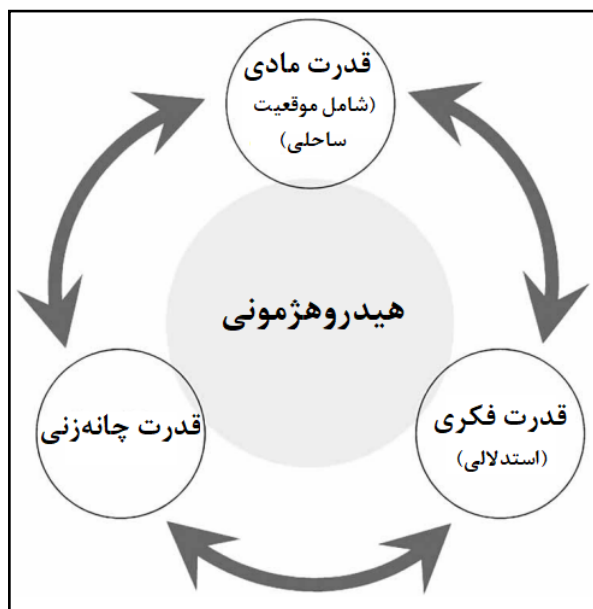 قدرت مادی
(شامل موقعیت
ساحلی)
هیدروهژمونی
قدرت چانه‌زنی
قدرت فکری
(استدلالی)